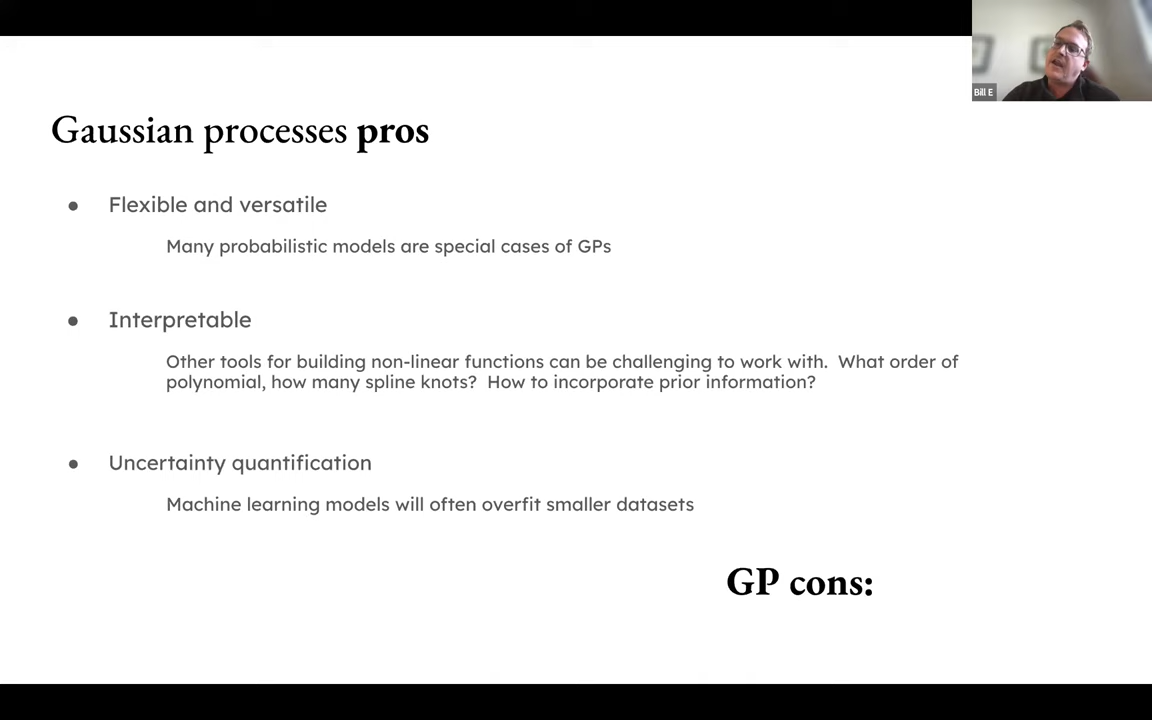 Bill E
Gaussian processes pros
● Flexible and versatile
Many probabilistic models are special cases of GPs
● Interpretable
Other tools for building non-linear functions can be challenging to work with.  What order of
polynomial, how many spline knots?  How to incorporate prior information?
● Uncertainty quantification
Machine learning models will often overfit smaller datasets
GP cons: